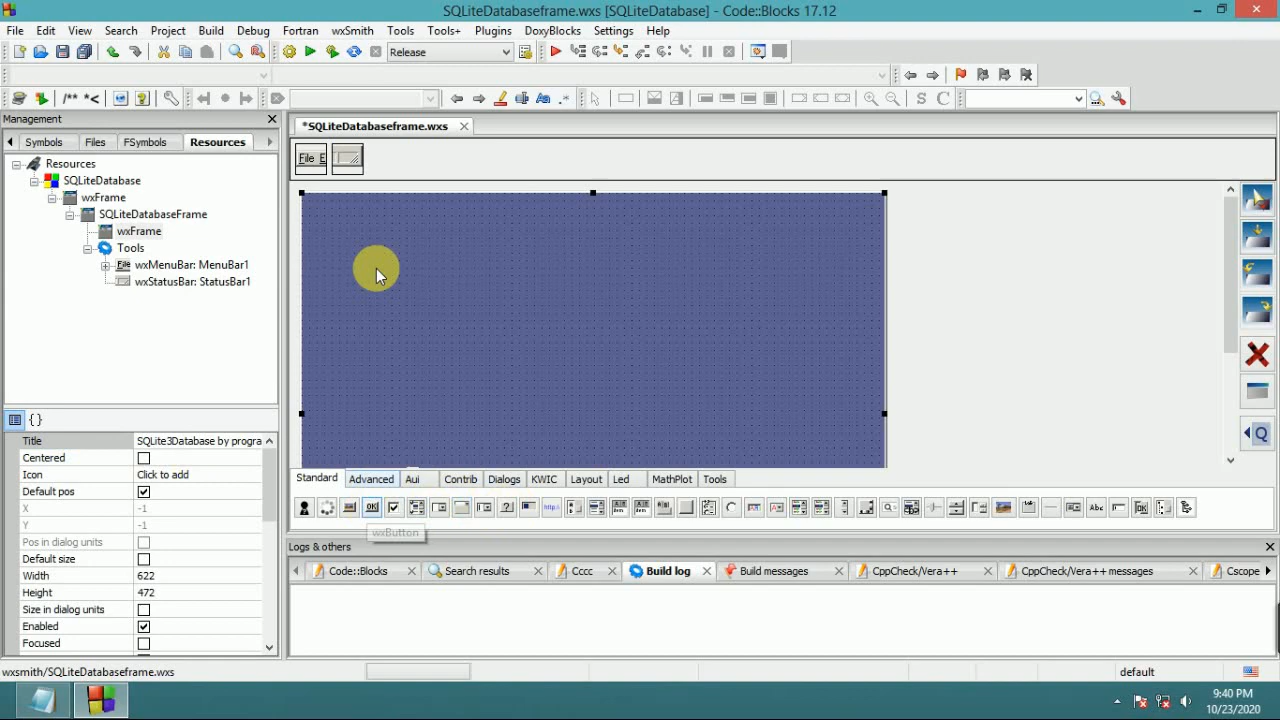 SQLiteDatabaseframe.wxs [SQLiteDatabase] - Code::Blocks 17.12
File Edit View Search Project Build Debug Fortran wxSmith Tools Tools+ Plugins DoxyBlocks Settings Help
Release
/** *<
S C
Management
Symbols Files FSymbols Resources
*SQLiteDatabaseframe.wxs
File E
Resources
SQLiteDatabase
wxFrame
SQLiteDatabaseFrame
wxFrame
Tools
File wxMenuBar: MenuBar1
wxStatusBar: StatusBar1
Q
{}
Title SQLite3Database by progra
Centered
Icon Click to add
Default pos
X -1
Y -1
Pos in dialog units
Default size
Width 622
Height 472
Size in dialog units
Enabled
Focused
Standard Advanced Aui Contrib Dialogs KWIC Layout Led MathPlot Tools
wxButton
Logs & others
Code::Blocks Search results Cccc Build log Build messages CppCheck/Vera++ CppCheck/Vera++ messages Cscope
wxsmith/SQLiteDatabaseframe.wxs default
9:40 PM
10/23/2020